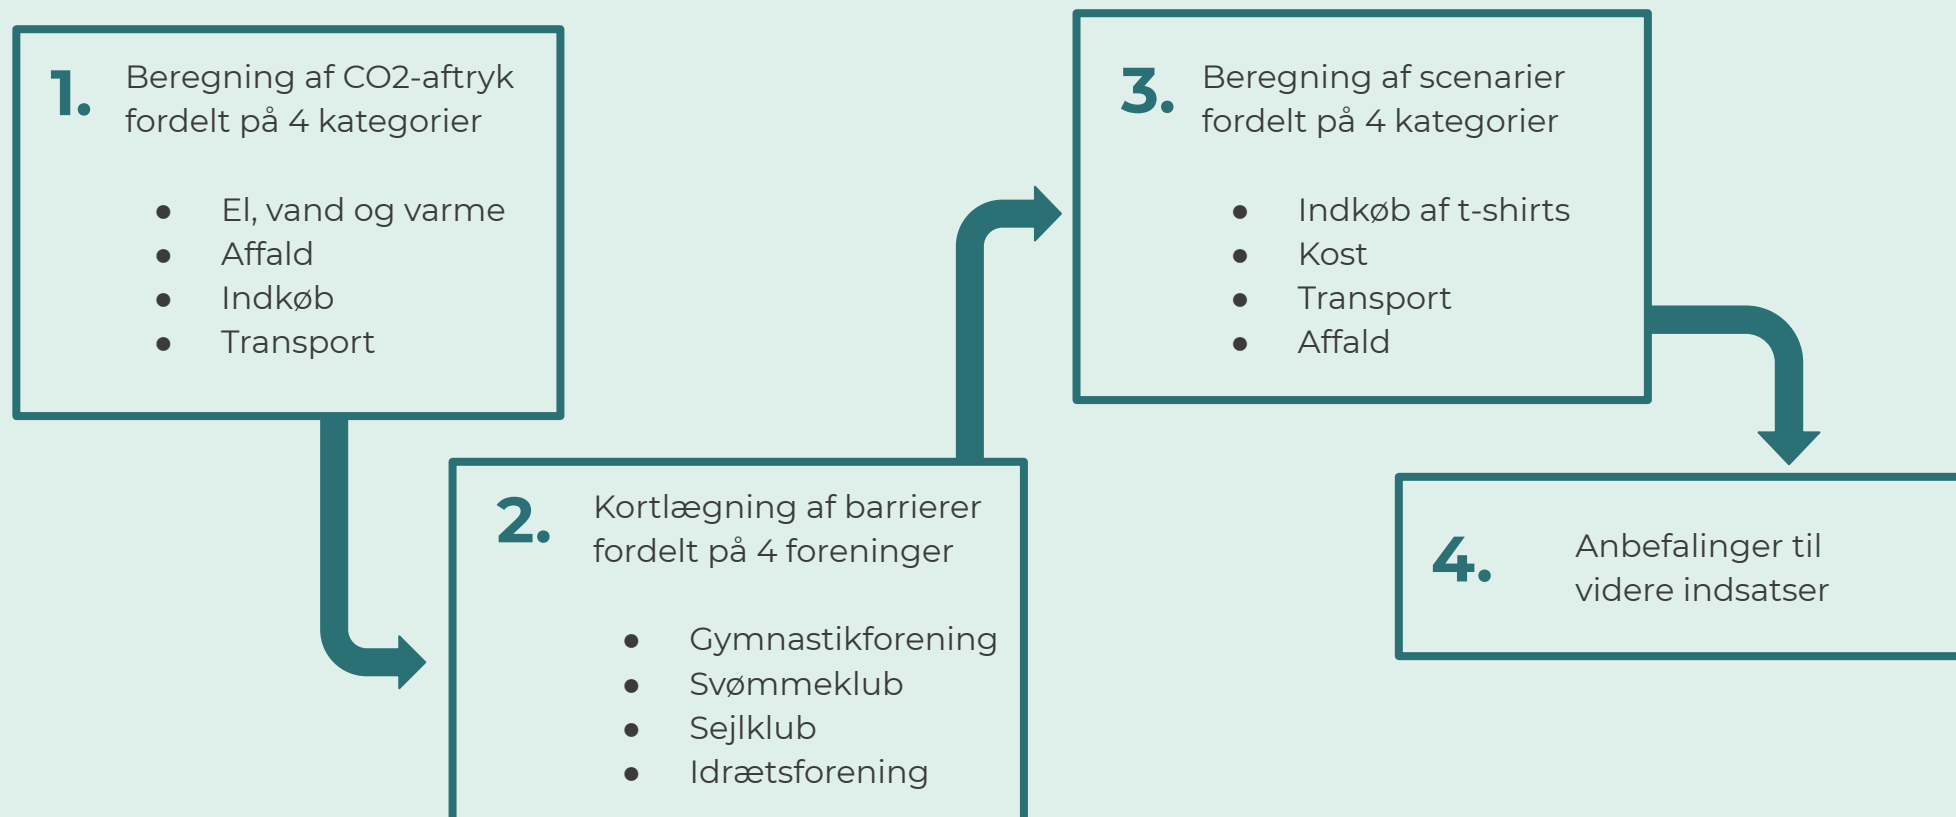 1. Beregning af CO2-aftryk
fordelt på 4 kategorier
● El, vand og varme
● Affald
● Indkøb
● Transport
2. Kortlægning af barrierer
fordelt på 4 foreninger
● Gymnastikforening
● Svømmeklub
● Sejlklub
● Idrætsforening
3. Beregning af scenarier
fordelt på 4 kategorier
● Indkøb af t-shirts
● Kost
● Transport
● Affald
4. Anbefalinger til
videre indsatser